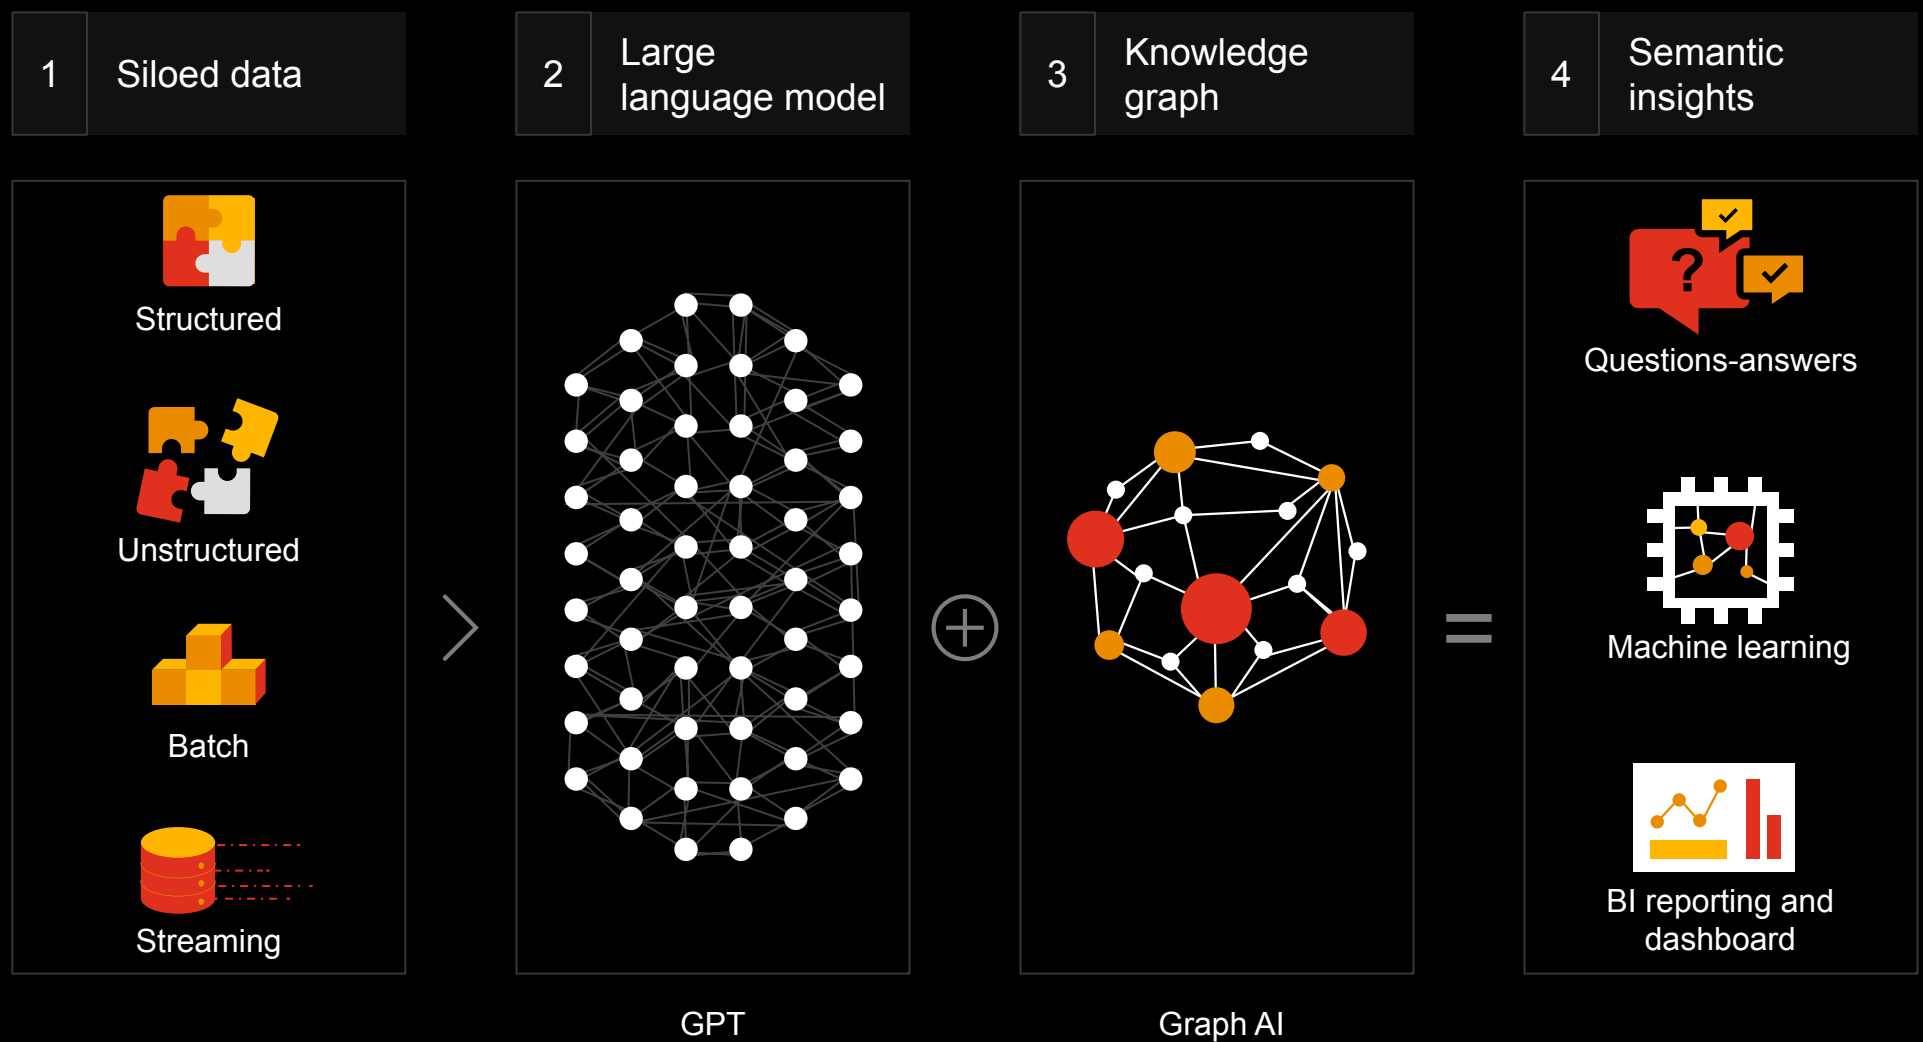 1
Siloed data
2
Large
language model
3
Knowledge
graph
4
Semantic
insights
Structured
Unstructured
Batch
Streaming
GPT
Graph AI
?
Questions-answers
Machine learning
BI reporting and
dashboard